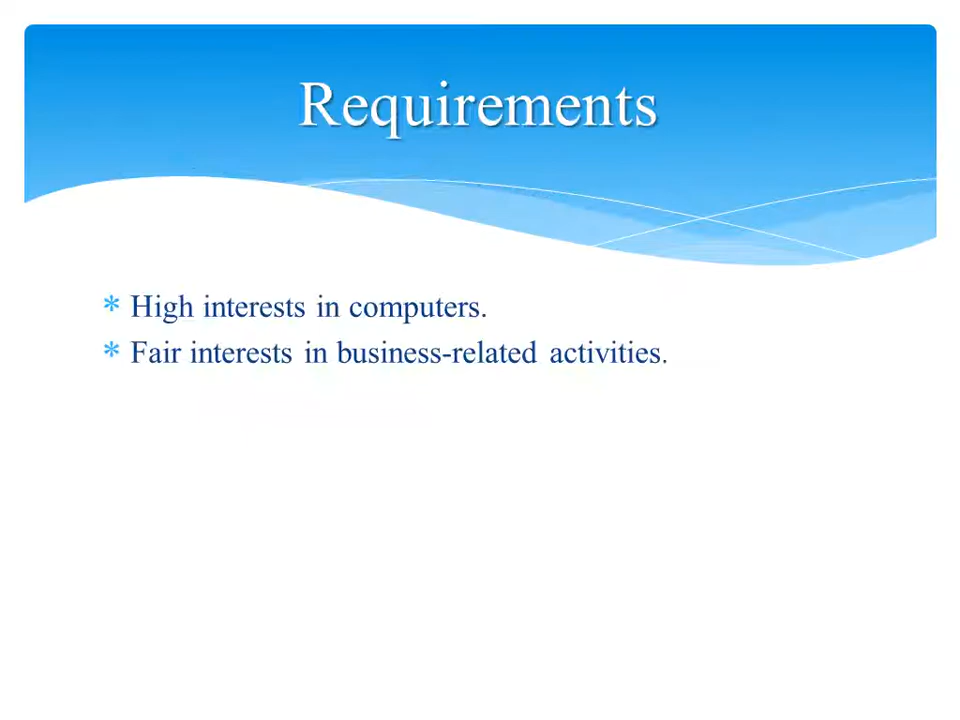 Requirements
* High interests in computers.
* Fair interests in business-related activities.